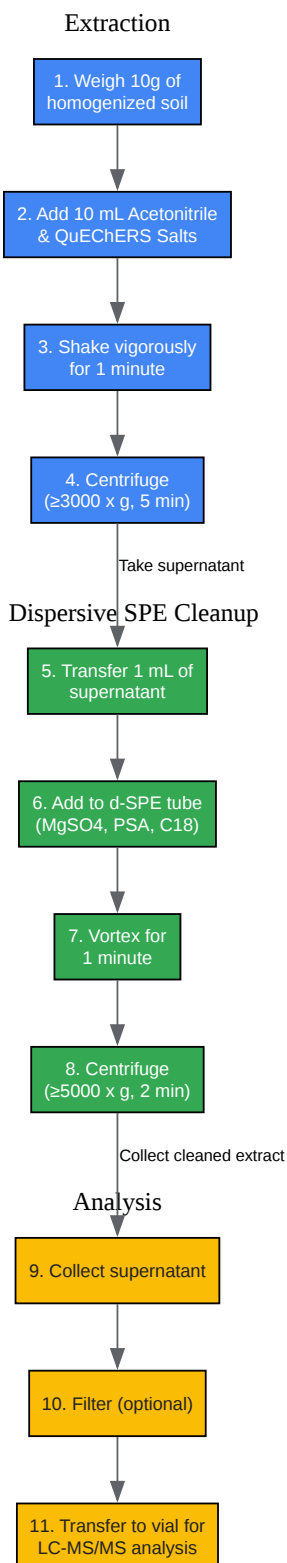 Extraction
1. Weigh 10g of
homogenized soil
2. Add 10 mL Acetonitrile
& QuEChERS Salts
3. Shake vigorously
for 1 minute
4. Centrifuge
(≥3000 x g, 5 min)
Take supernatant
Dispersive SPE Cleanup
5. Transfer 1 mL of
supernatant
6. Add to d-SPE tube
(MgSO4, PSA, C18)
7. Vortex for
1 minute
8. Centrifuge
(≥5000 x g, 2 min)
Collect cleaned extract
Analysis
9. Collect supernatant
10. Filter (optional)
11. Transfer to vial for
LC-MS/MS analysis